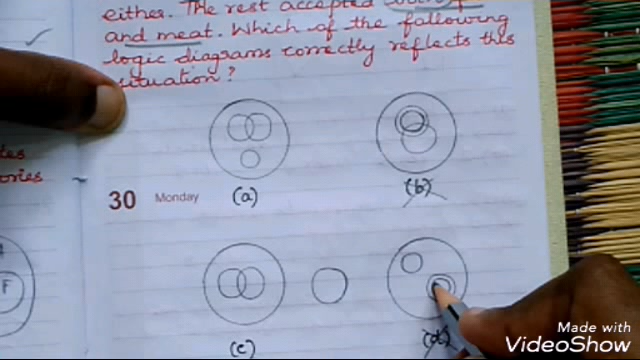 either. The rest accepted
and meat. Which of the following
logic diagrams correctly reflects this
situation?
ories
30 Monday
(a)
(b)
F
(c)
(d)
Made with
VideoShow